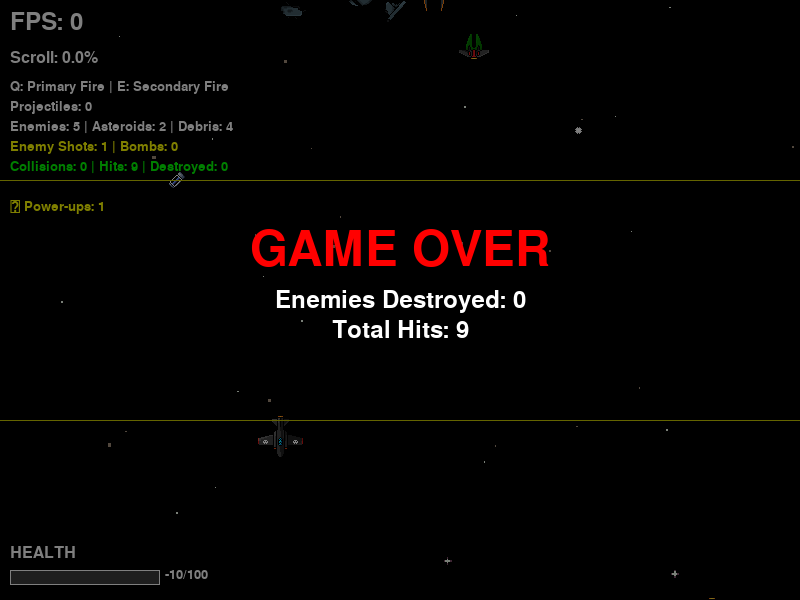 FPS: 0
Scroll: 0.0%
Q: Primary Fire | E: Secondary Fire
Projectiles: 0
Enemies: 5 | Asteroids: 2 | Debris: 4
Enemy Shots: 1 | Bombs: 0
Collisions: 0 | Hits: 9 | Destroyed: 0
Power-ups: 1
GAME OVER
Enemies Destroyed: 0
Total Hits: 9
HEALTH
-10/100